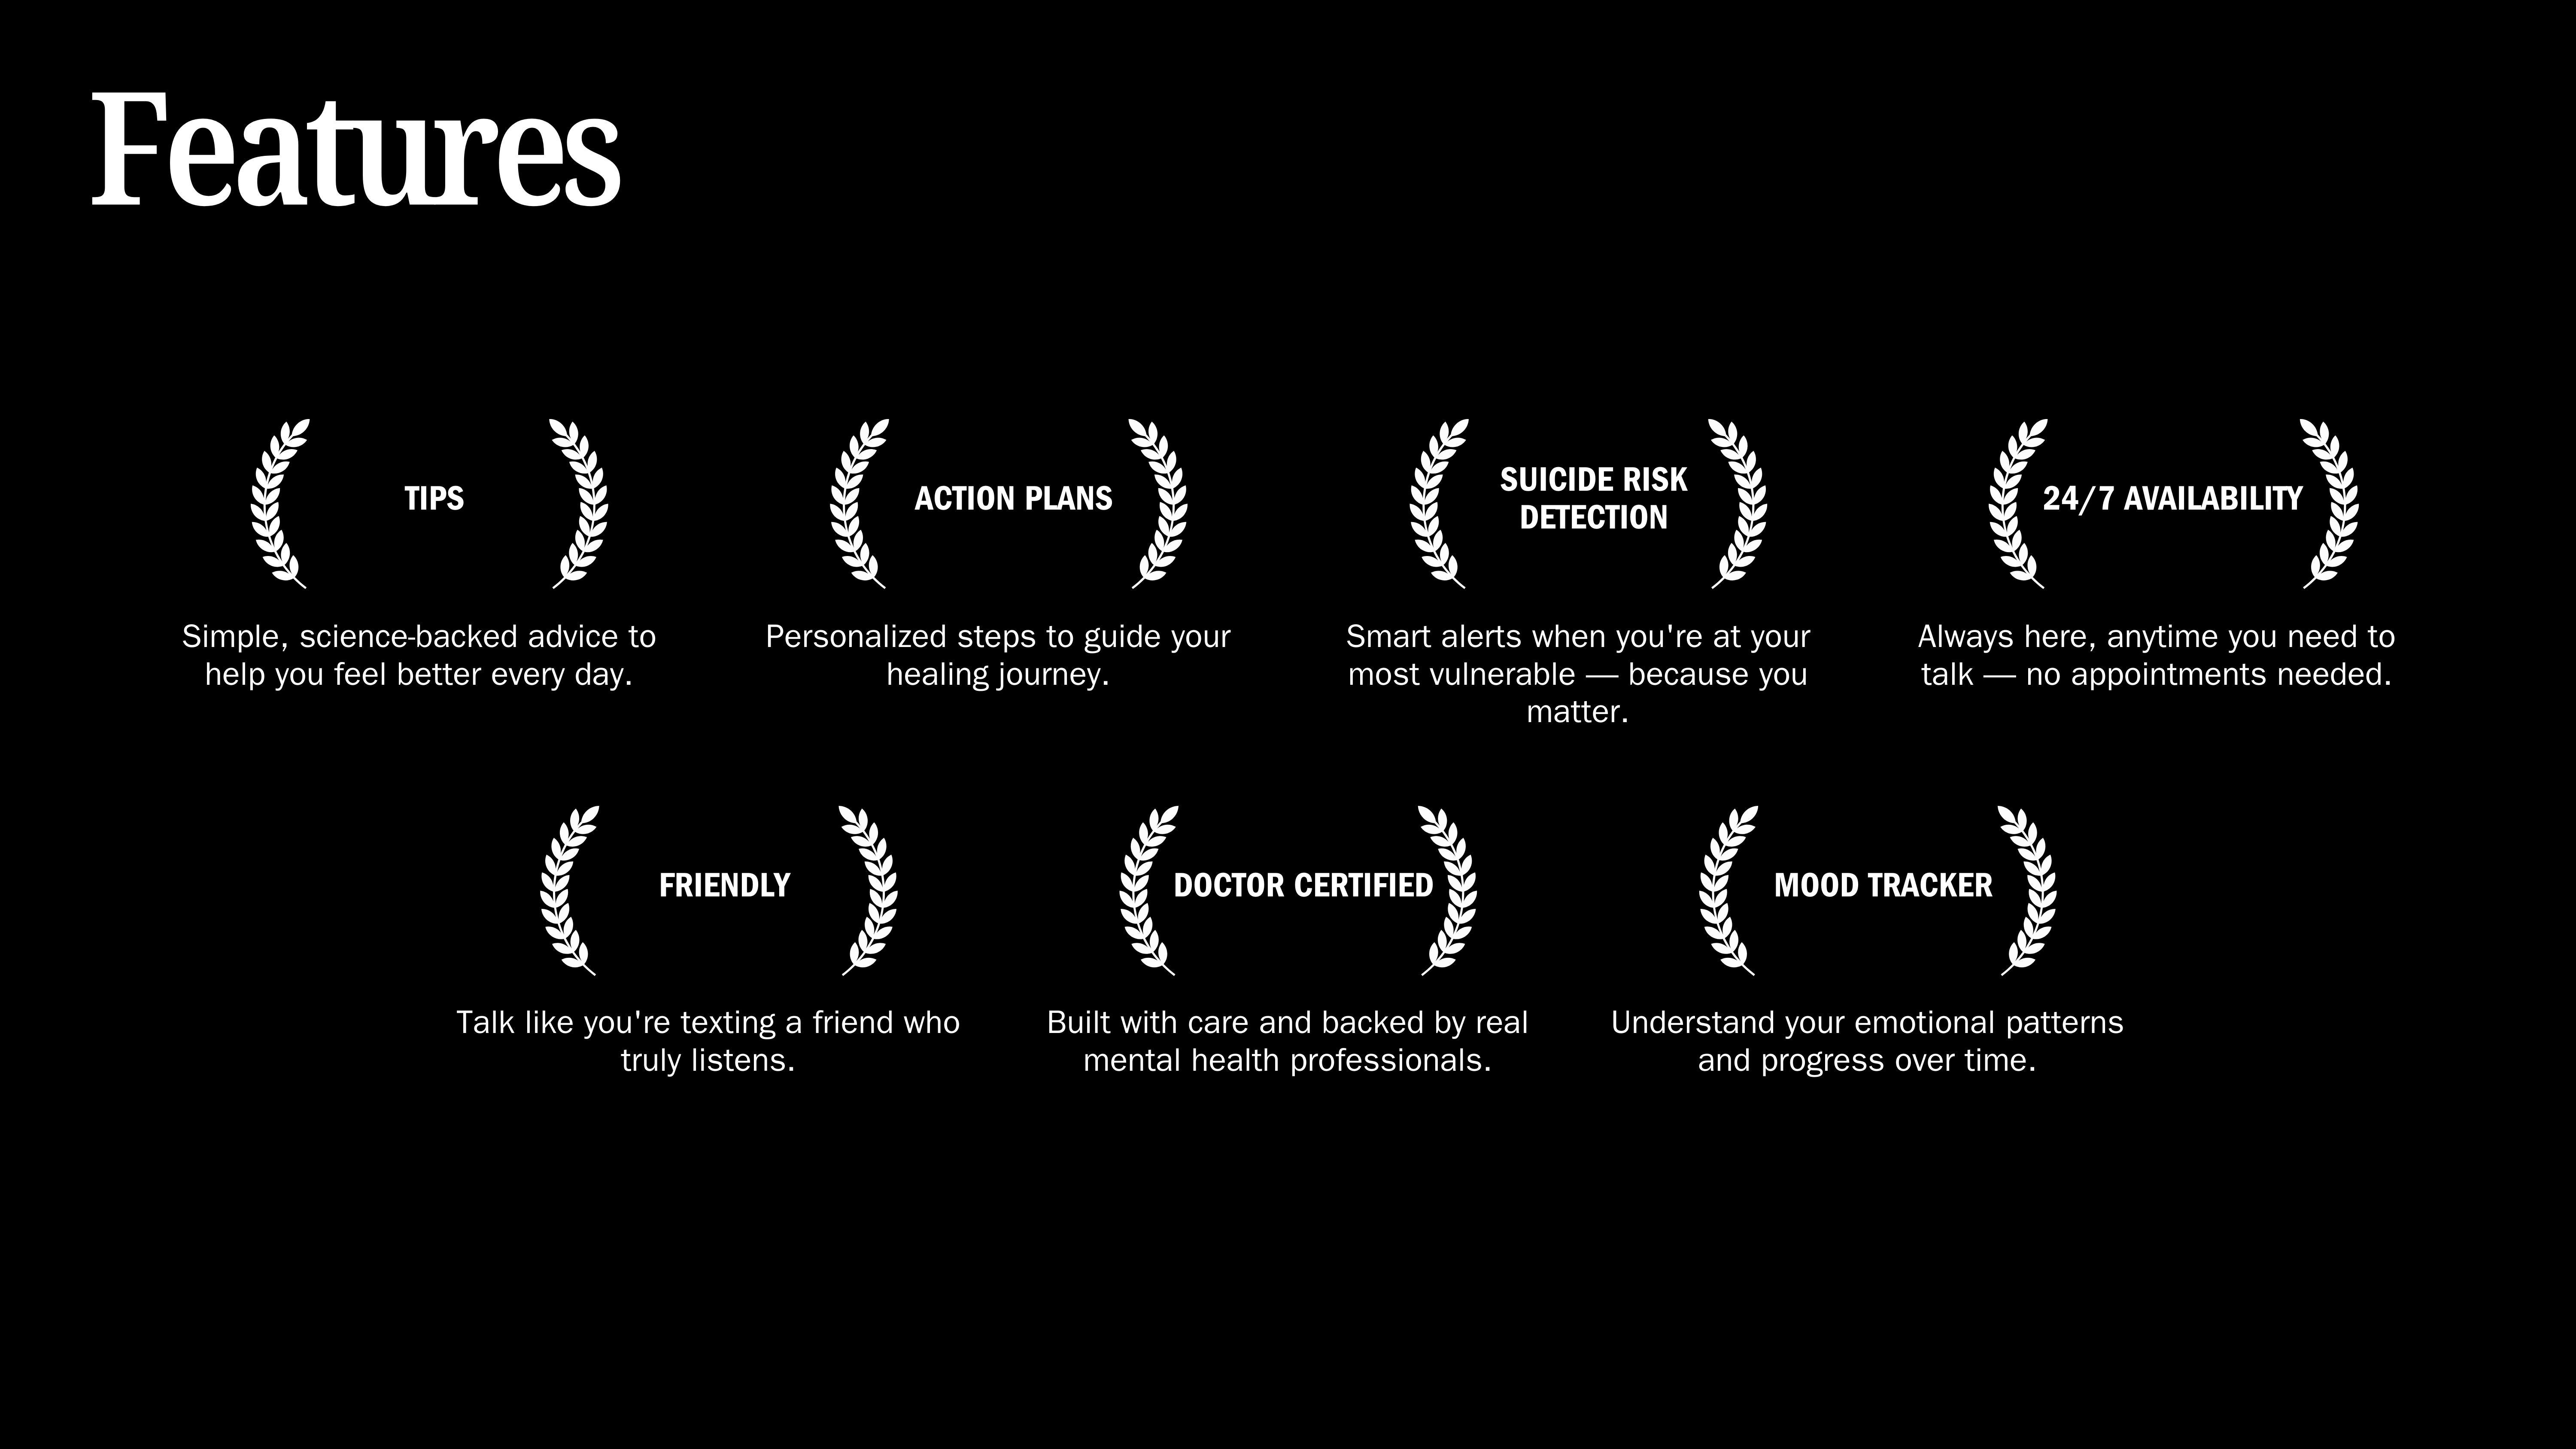 Features
TIPS
Simple, science-backed advice to
help you feel better every day.
ACTION PLANS
Personalized steps to guide your
healing journey.
SUICIDE RISK
DETECTION
Smart alerts when you're at your
most vulnerable — because you
matter.
24/7 AVAILABILITY
Always here, anytime you need to
talk — no appointments needed.
FRIENDLY
Talk like you're texting a friend who
truly listens.
DOCTOR CERTIFIED
Built with care and backed by real
mental health professionals.
MOOD TRACKER
Understand your emotional patterns
and progress over time.